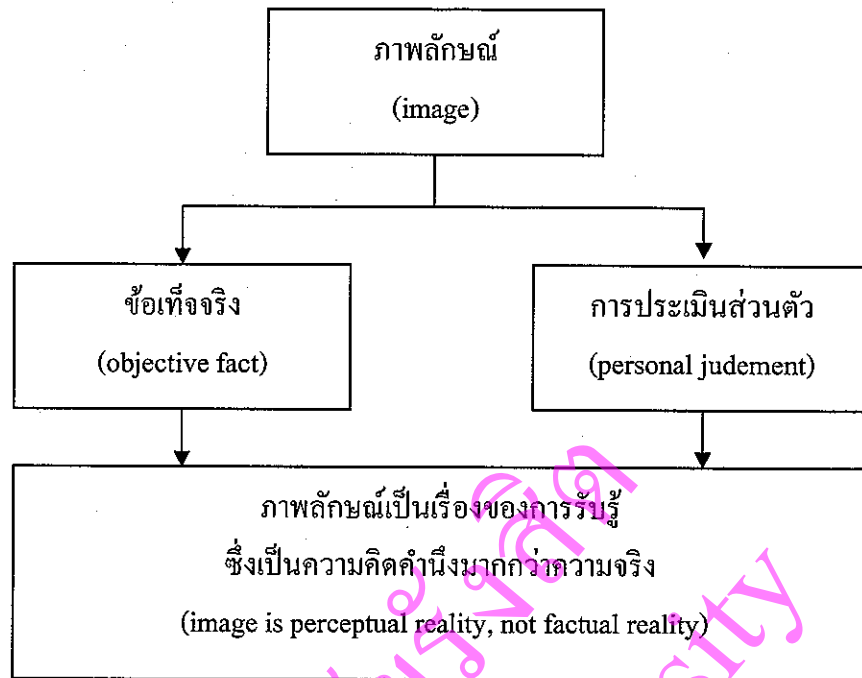 ภาพลักษณ์
(image)
ข้อเท็จจริง
(objective fact)
การประเมินส่วนตัว
(personal judement)
ภาพลักษณ์เป็นเรื่องของการรับรู้
ซึ่งเป็นความคิดคำนึงมากกว่าความจริง
(image is perceptual reality, not factual reality)